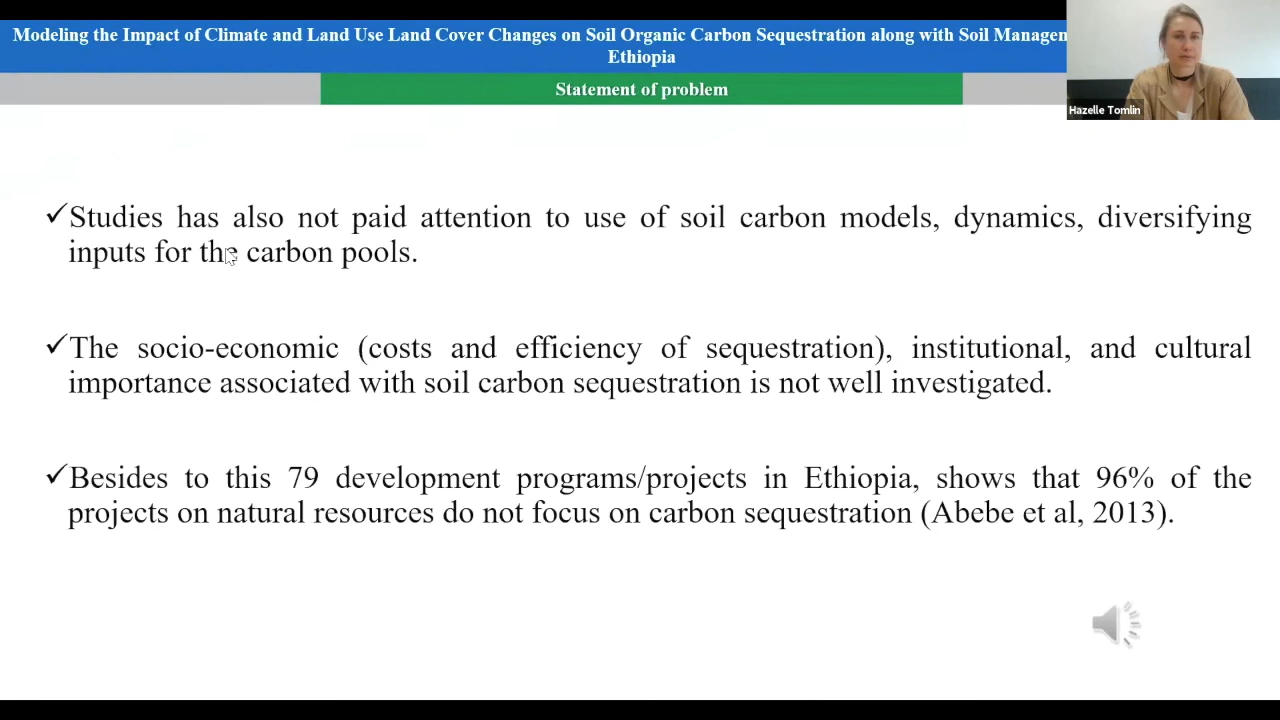 Modeling the Impact of Climate and Land Use Land Cover Changes on Soil Organic Carbon Sequestration along with Soil
Ethiopia
Statement of problem
Hazelle Tomlin
✓Studies has also not paid attention to use of soil carbon models, dynamics, diversifying
inputs for the carbon pools.
✓The socio-economic (costs and efficiency of sequestration), institutional, and cultural
importance associated with soil carbon sequestration is not well investigated.
✓Besides to this 79 development programs/projects in Ethiopia, shows that 96% of the
projects on natural resources do not focus on carbon sequestration (Abebe et al, 2013).